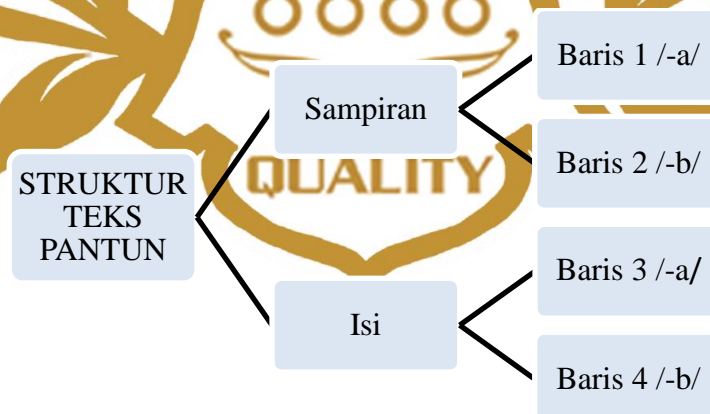 STRUKTUR
TEKS
PANTUN
Sampiran
Isi
Baris 1 /-a/
Baris 2 /-b/
Baris 3 /-a/
Baris 4 /-b/
QUALITY